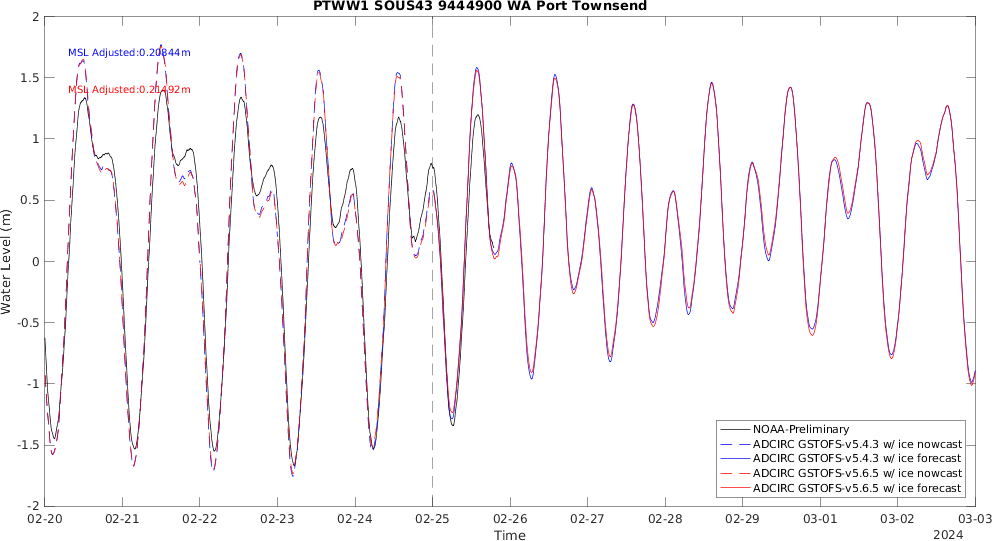 PTWW1 SOUS43 9444900 WA Port Townsend
MSL Adjusted:0.20844m
MSL Adjusted:0.21492m
2
1.5
1
0.5
0
-0.5
-1
-1.5
-2
Water Level (m)
NOAA-Preliminary
ADCIRC GSTOFS-v5.4.3 w/ ice nowcast
ADCIRC GSTOFS-v5.4.3 w/ ice forecast
ADCIRC GSTOFS-v5.6.5 w/ ice nowcast
ADCIRC GSTOFS-v5.6.5 w/ ice forecast
02-20 02-21 02-22 02-23 02-24 02-25 02-26 02-27 02-28 02-29 03-01 03-02 03-03
Time
2024